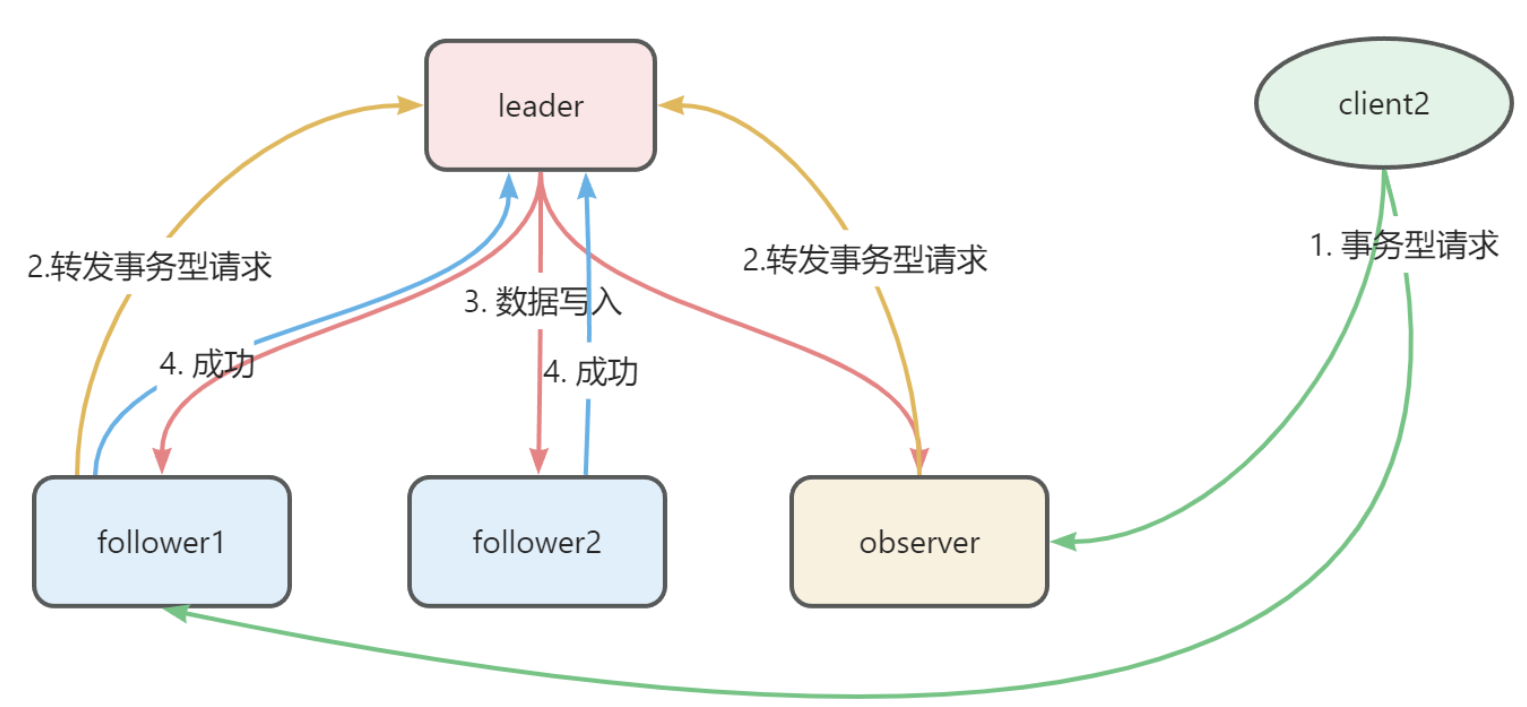 leader
client2
1. 事务型请求
2.转发事务型请求
2.转发事务型请求
3. 数据写入
4. 成功
4. 成功
follower1
follower2
observer